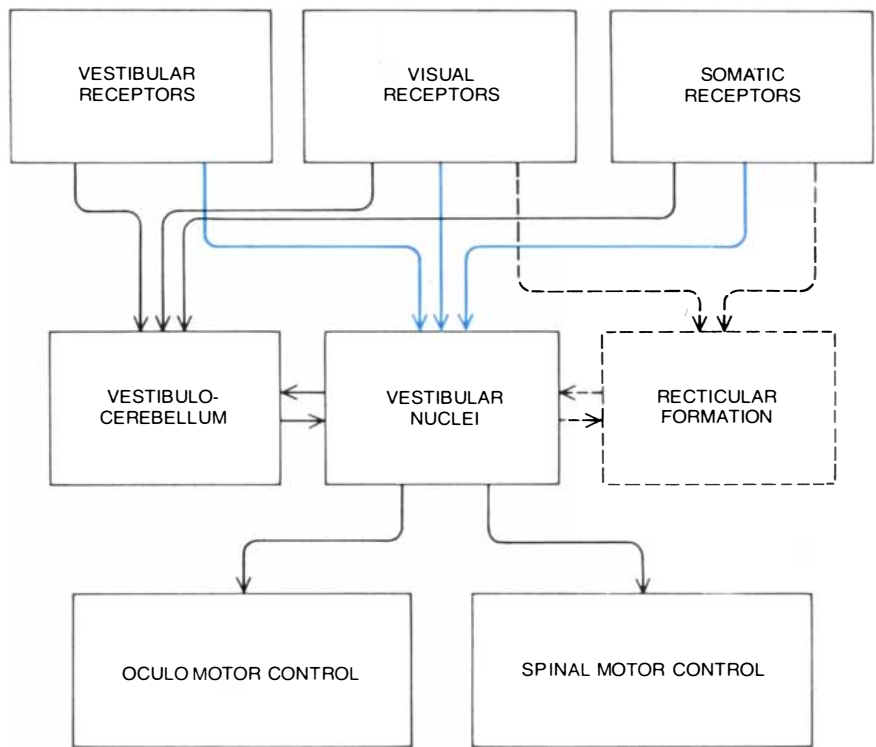 VESTIBULAR
RECEPTORS
VISUAL
RECEPTORS
SOMATIC
RECEPTORS
VESTIBULO-
CEREBELLUM
VESTIBULAR
NUCLEI
RECTICULAR
FORMATION
OCULO MOTOR CONTROL
SPINAL MOTOR CONTROL